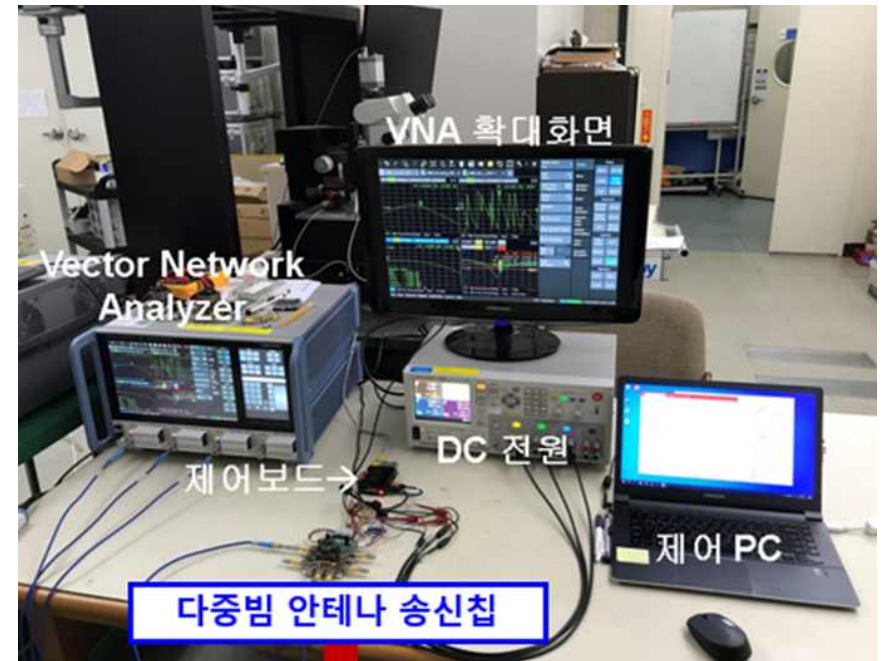 VNA 확대화면
Vector Network
Analyzer
DC 전원
제어보드→
제어 PC
다중빔 안테나 송신칩